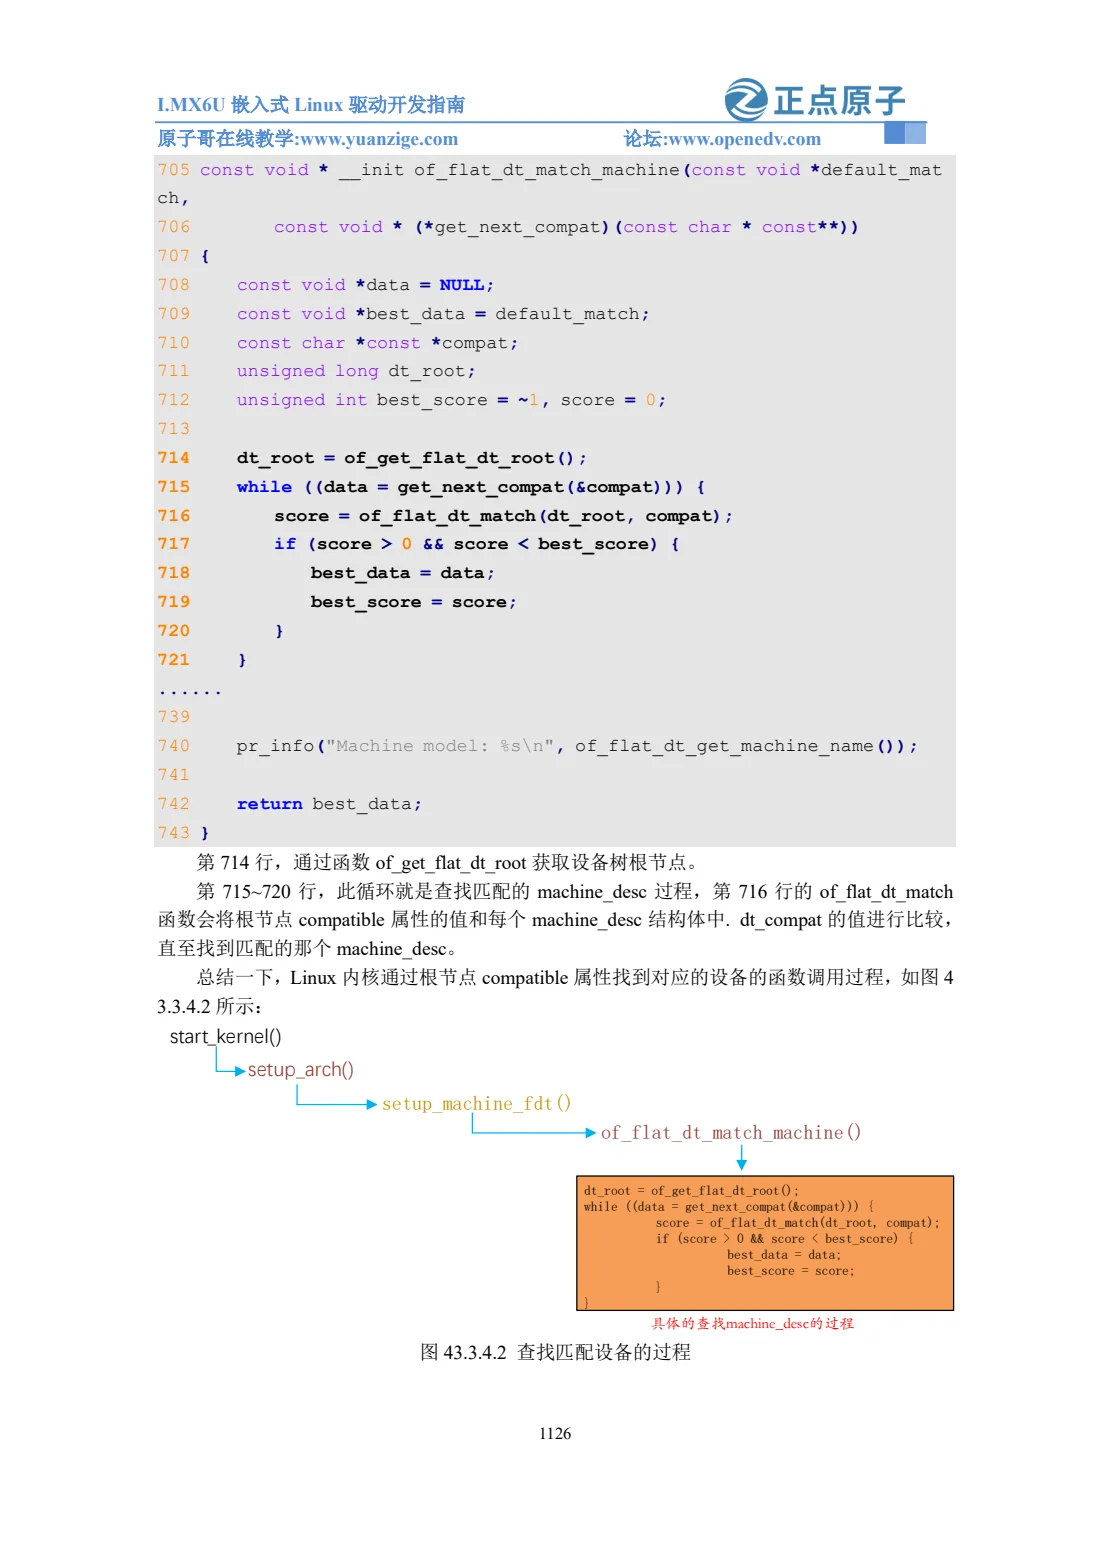 I.MX6U 嵌入式 Linux 驱动开发指南
正点原子
原子哥在线教学:www.yuanzige.com 论坛:www.openedv.com
705 const void * __init of_flat_dt_match_machine(const void *default_mat
ch,
706 const void * (*get_next_compat)(const char * const**))
707 {
708 const void *data = NULL;
709 const void *best_data = default_match;
710 const char *const *compat;
711 unsigned long dt_root;
712 unsigned int best_score = ~1, score = 0;
713
714 dt_root = of_get_flat_dt_root();
715 while ((data = get_next_compat(&compat))) {
716 score = of_flat_dt_match(dt_root, compat);
717 if (score > 0 && score < best_score) {
718 best_data = data;
719 best_score = score;
720 }
721 }
......
739
740 pr_info("Machine model: %s\n", of_flat_dt_get_machine_name());
741
742 return best_data;
743 }
第 714 行，通过函数 of_get_flat_dt_root 获取设备树根节点。
第 715~720 行，此循环就是查找匹配的 machine_desc 过程，第 716 行的 of_flat_dt_match
函数会将根节点 compatible 属性的值和每个 machine_desc 结构体中. dt_compat 的值进行比较，
直至找到匹配的那个 machine_desc。
总结一下，Linux 内核通过根节点 compatible 属性找到对应的设备的函数调用过程，如图 4
3.3.4.2 所示：
start_kernel()
setup_arch()
setup_machine_fdt()
of_flat_dt_match_machine()
dt_root = of_get_flat_dt_root();
while ((data = get_next_compat(&compat))) {
score = of_flat_dt_match(dt_root, compat);
if (score > 0 && score < best_score) {
best_data = data;
best_score = score;
}
}
具体的查找machine_desc的过程
图 43.3.4.2 查找匹配设备的过程
1126